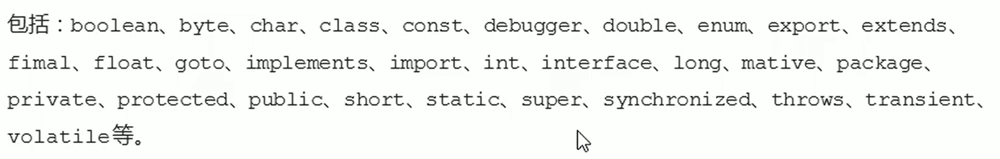 包括：boolean、byte、char、class、const、debugger、double、enum、export、extends、
fimal、float、goto、implements、import、int、interface、long、mative、package、
private、protected、public、short、static、super、synchronized、throws、transient、
volatile等。